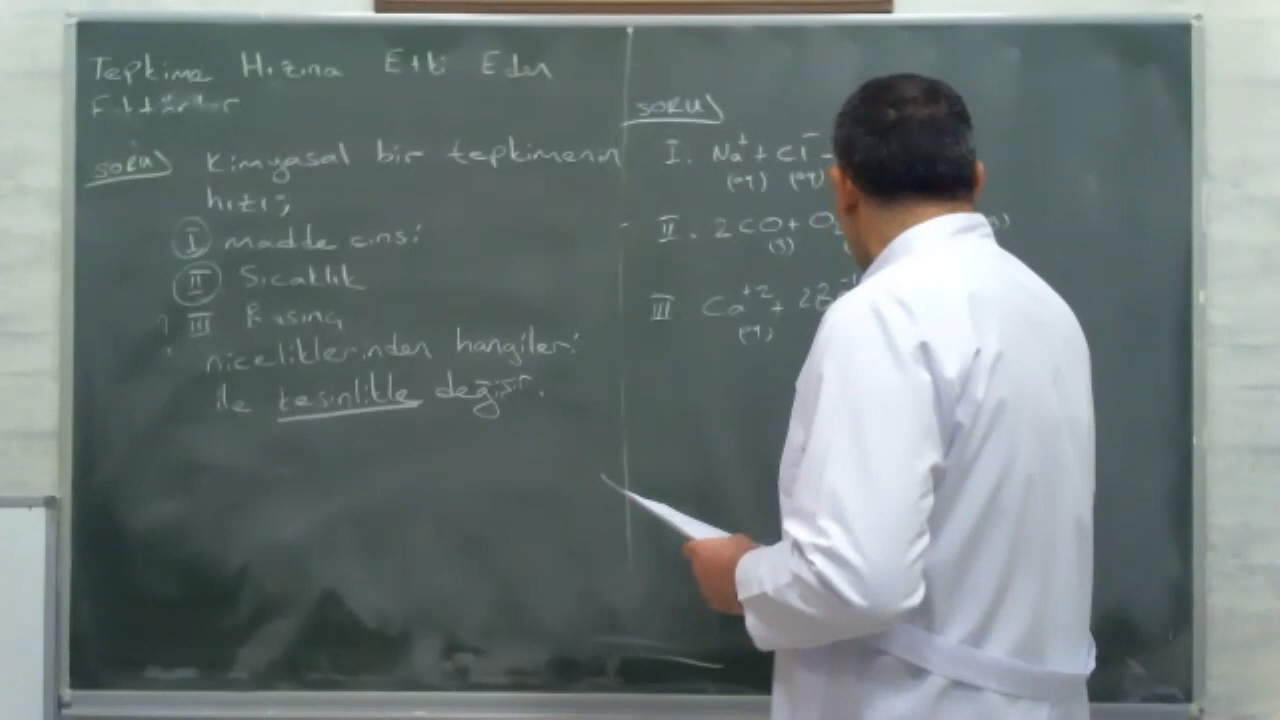 Tepkime Hızına Etki Eden
Faktörler
SORU) Kimyasal bir tepkimenin
hızı;
I madde cinsi
II Sıcaklık
III Basınç
niceliklerinden hangileri
ile kesinlikle değişir.
SORU)
I. Na+ + Cl-
(aq) (aq)
II. 2CO + O2
(g)
III Ca+2 +
(aq)